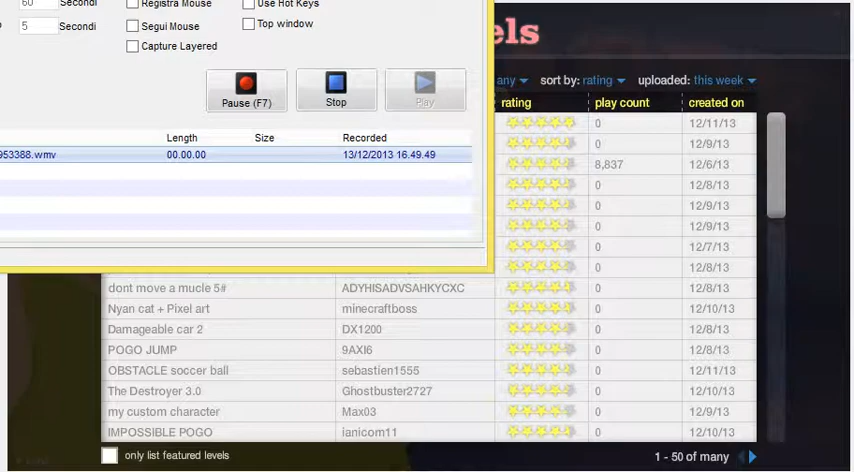 60 Secondi Registra Mouse Use Hot Keys
5 Secondi Segui Mouse Top window
Capture Layered
Pause (F7) Stop Play
Length Size Recorded
953388.wmv 00.00.00 13/12/2013 16.49.49
els
any sort by: rating uploaded: this week
rating play count created on
0 12/11/13
0 12/9/13
8,837 12/6/13
0 12/8/13
0 12/9/13
0 12/9/13
0 12/7/13
0 12/8/13
dont move a mucle 5# ADYHISADVSAHKYCXC 0 12/8/13
Nyan cat + Pixel art minecraftboss 0 12/10/13
Damageable car 2 DX1200 0 12/8/13
POGO JUMP 9AXI6 0 12/8/13
OBSTACLE soccer ball sebastien1555 0 12/11/13
The Destroyer 3.0 Ghostbuster2727 0 12/10/13
my custom character Max03 0 12/9/13
IMPOSSIBLE POGO ianicom11 0 12/10/13
only list featured levels 1 - 50 of many